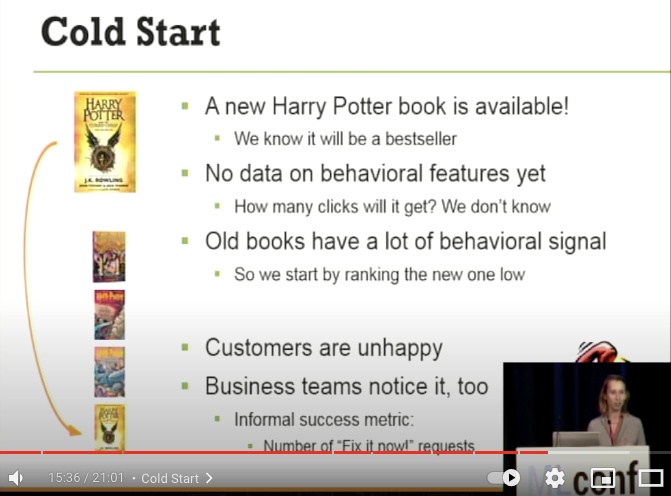 Cold Start
HARRY
POTTER
J.K. ROWLING
A new Harry Potter book is available!
We know it will be a bestseller
No data on behavioral features yet
How many clicks will it get? We don't know
Old books have a lot of behavioral signal
So we start by ranking the new one low
Customers are unhappy
Business teams notice it, too
Informal success metric:
Number of "Fix it now!" requests
15:36 / 21:01 • Cold Start
conf